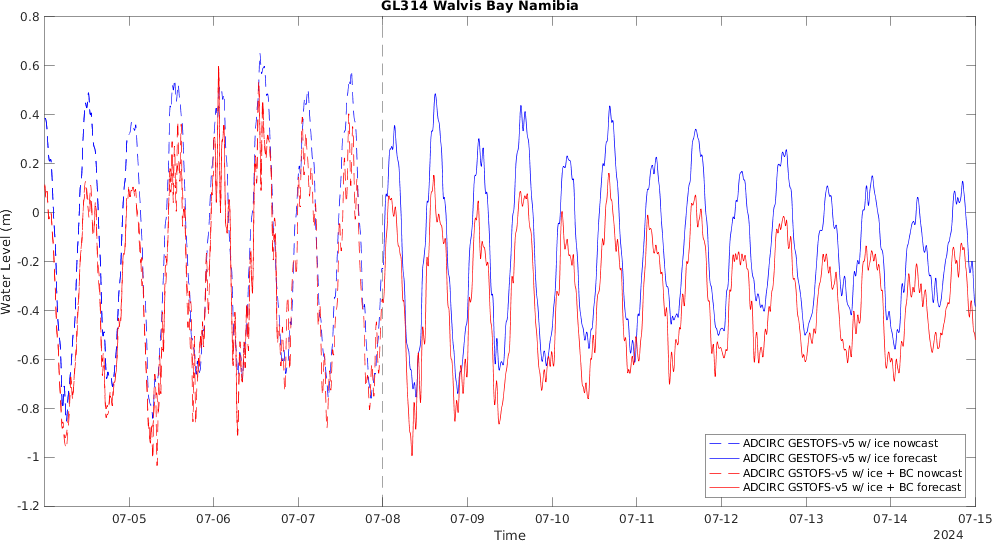 GL314 Walvis Bay Namibia
0.8
0.6
0.4
0.2
0
-0.2
-0.4
-0.6
-0.8
-1
-1.2
Water Level (m)
ADCIRC GESTOFS-v5 w/ ice nowcast
ADCIRC GESTOFS-v5 w/ ice forecast
ADCIRC GSTOFS-v5 w/ ice + BC nowcast
ADCIRC GSTOFS-v5 w/ ice + BC forecast
07-05 07-06 07-07 07-08 07-09 07-10 07-11 07-12 07-13 07-14 07-15
Time
2024